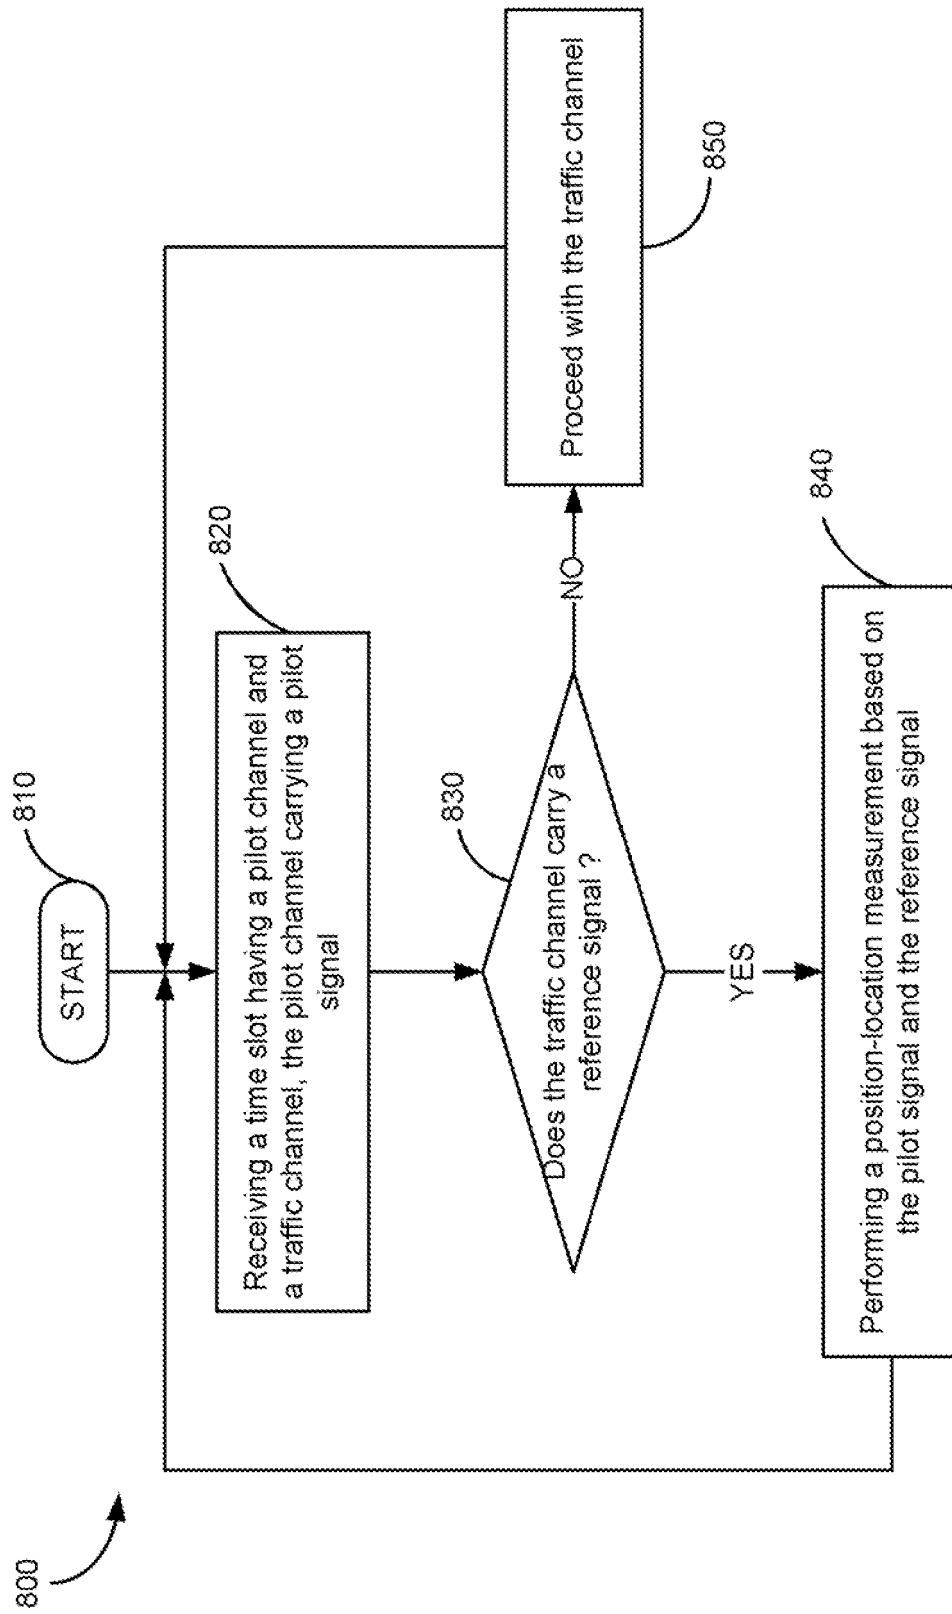 800
810
START
820
Receiving a time slot having a pilot channel and
a traffic channel, the pilot channel carrying a pilot
signal
830
Does the traffic channel carry a
reference signal ?
NO
YES
Proceed with the traffic channel
850
840
Performing a position-location measurement based on
the pilot signal and the reference signal